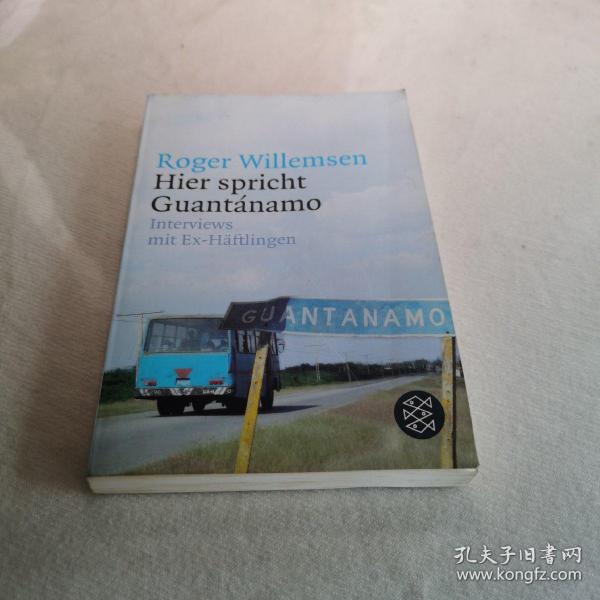 Roger Willemsen
Hier spricht
Guantánamo
Interviews
mit Ex-Häftlingen
GUANTANAMO
孔夫子旧书网
www.kongfz.com